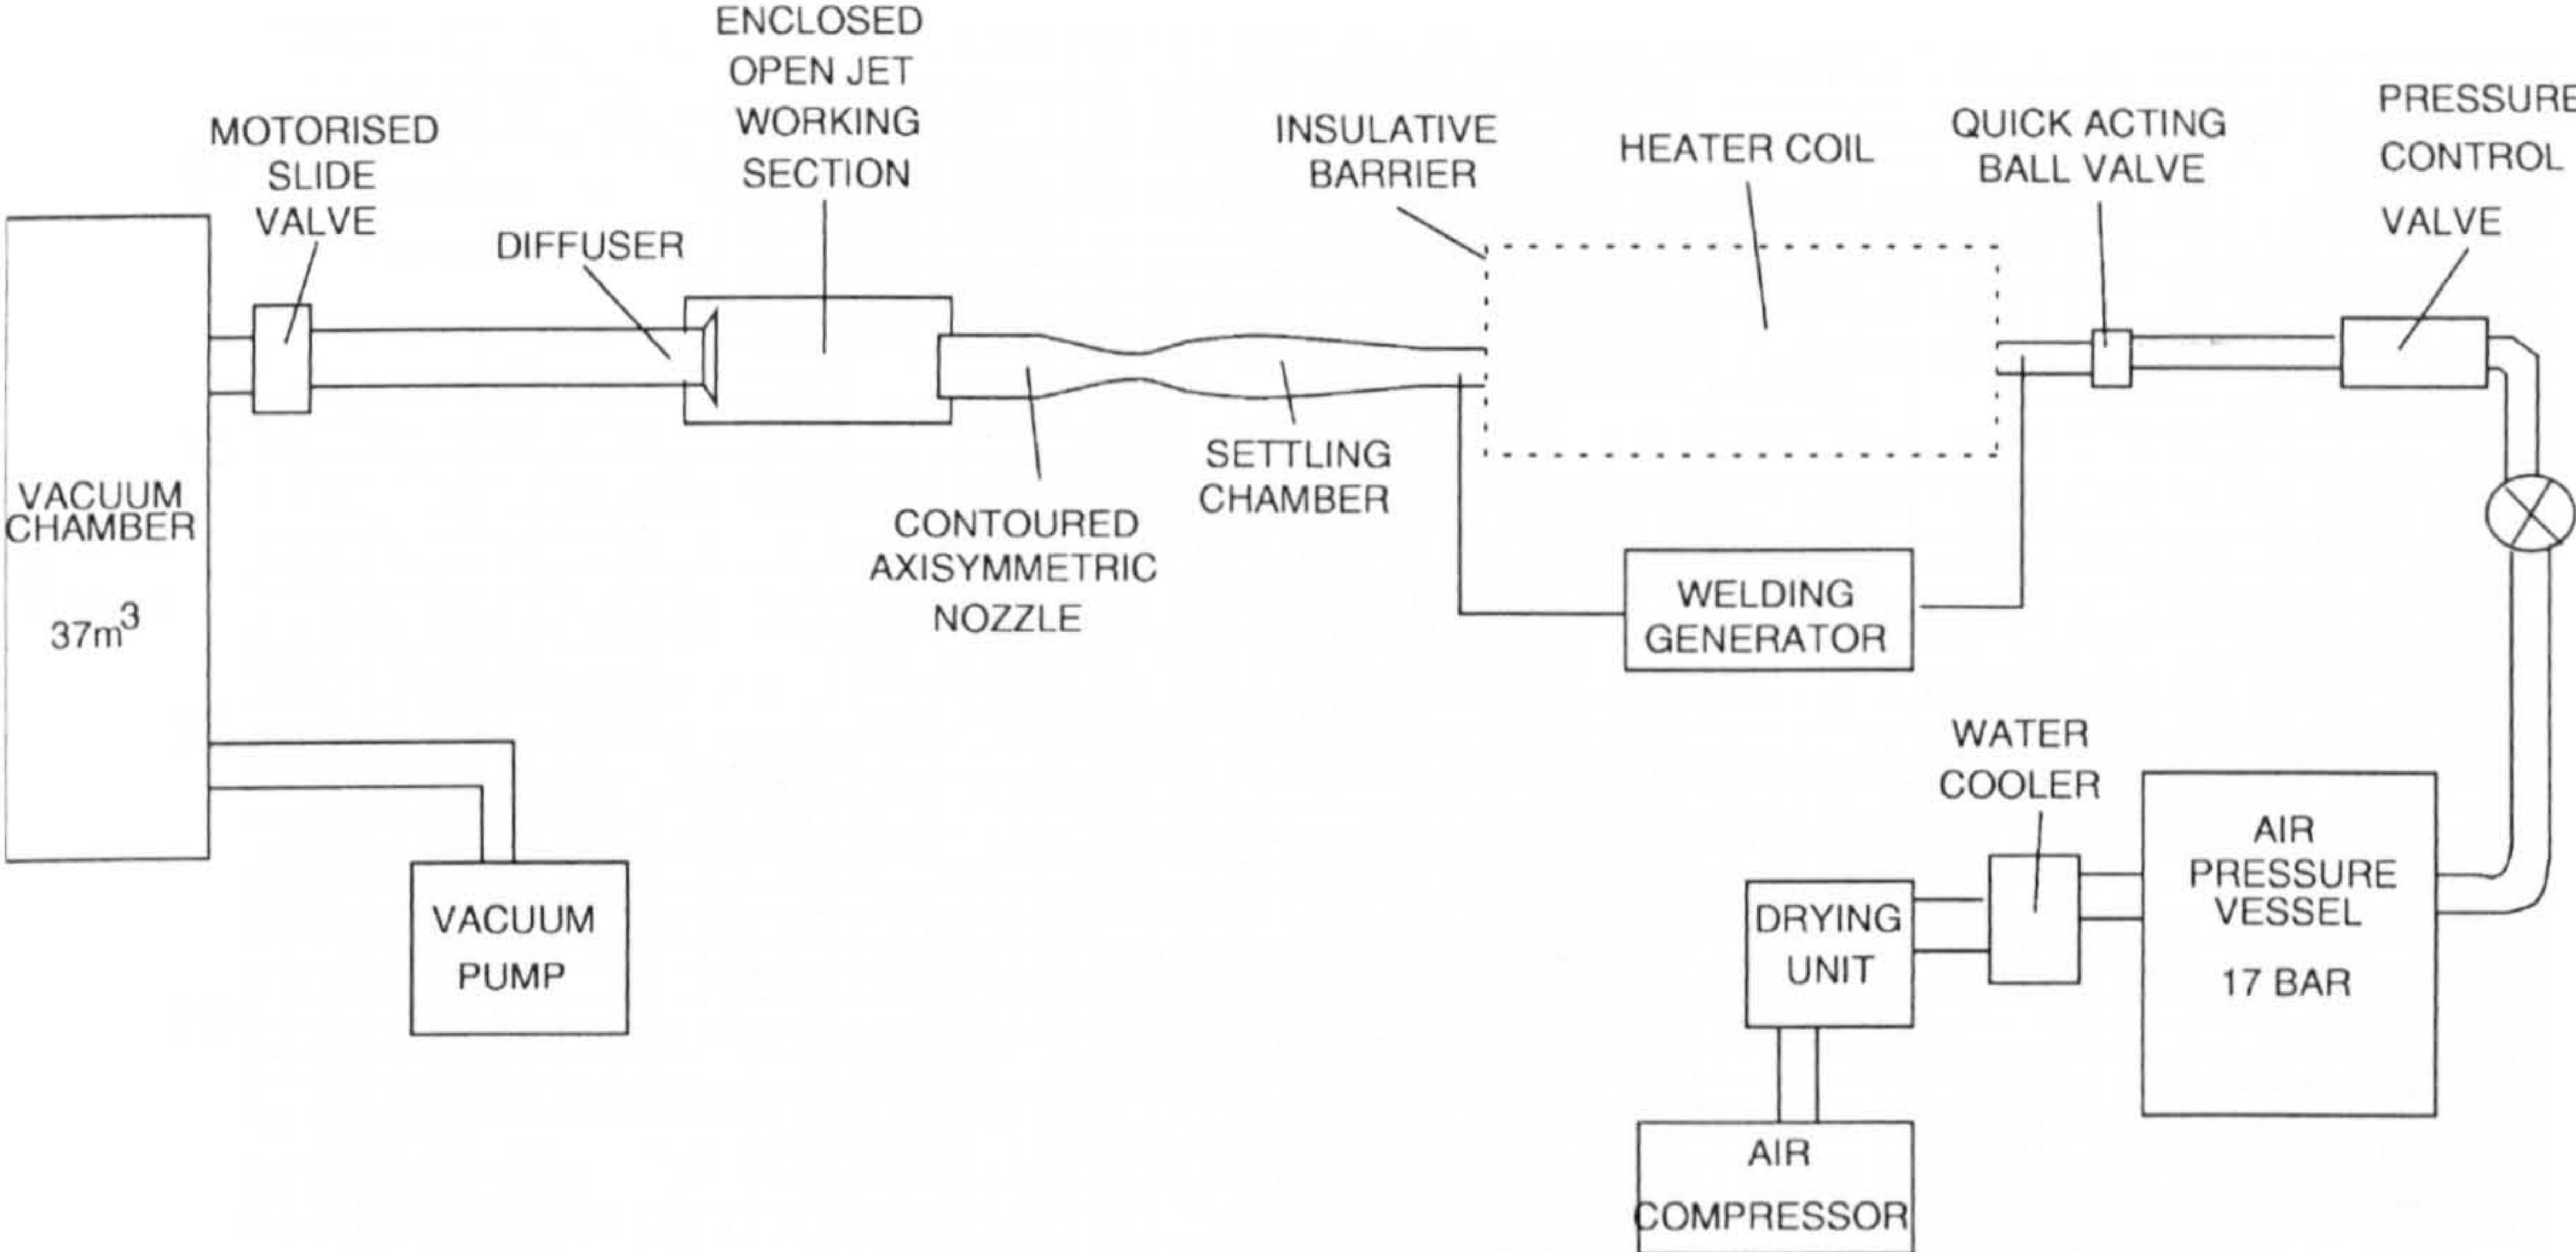 ENCLOSED
OPEN JET
WORKING
SECTION
MOTORISED
SLIDE
VALVE
DIFFUSER
INSULATIVE
BARRIER
HEATER COIL
QUICK ACTING
BALL VALVE
PRESSURE
CONTROL
VALVE
VACUUM
CHAMBER
37m³
SETTLING
CHAMBER
CONTOURED
AXISYMMETRIC
NOZZLE
WELDING
GENERATOR
WATER
COOLER
AIR
PRESSURE
VESSEL
17 BAR
DRYING
UNIT
VACUUM
PUMP
AIR
COMPRESSOR